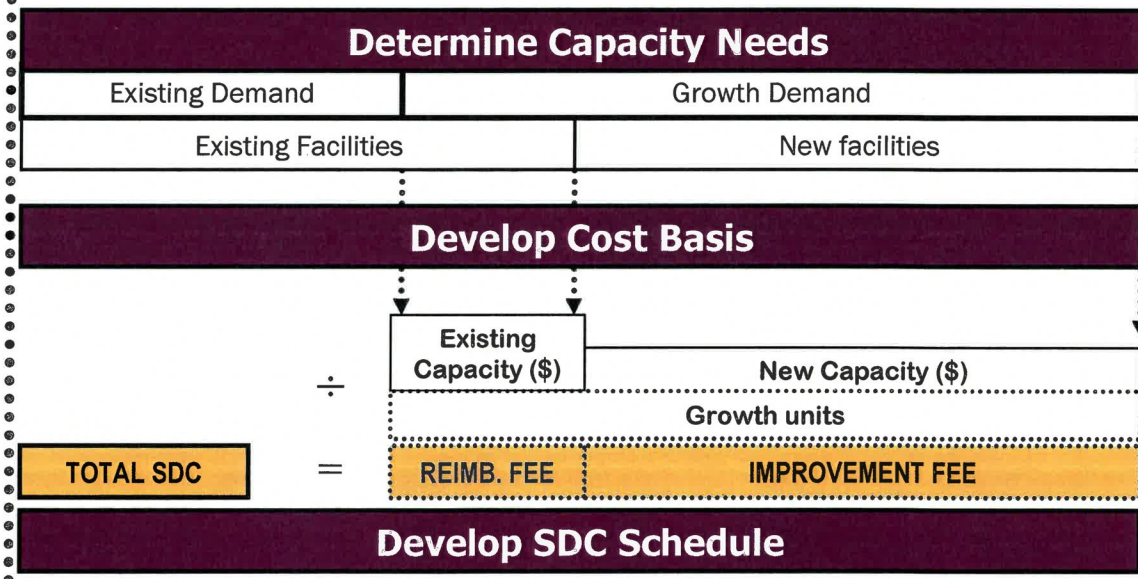 Determine Capacity Needs
Existing Demand Growth Demand
Existing Facilities New facilities
Develop Cost Basis
Existing
Capacity ($) New Capacity ($)
÷
Growth units
TOTAL SDC = REIMB. FEE IMPROVEMENT FEE
Develop SDC Schedule